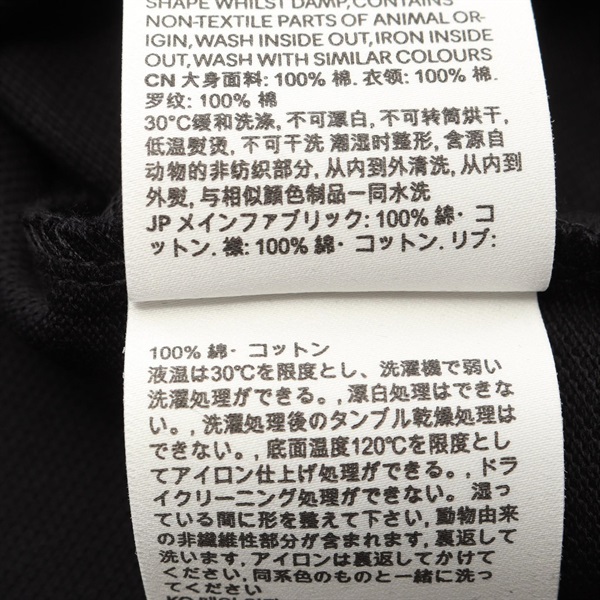 SHAPE WHILST DAMP, CONTAINS
NON-TEXTILE PARTS OF ANIMAL OR-
IGIN, WASH INSIDE OUT, IRON INSIDE
OUT, WASH WITH SIMILAR COLOURS
CN 大身面料: 100% 棉. 衣领: 100% 棉.
罗纹: 100% 棉
30°C缓和洗涤, 不可漂白, 不可转筒烘干,
低温熨烫, 不可干洗 潮湿时整形, 含源自
动物的非纺织部分, 从内到外清洗, 从内到
外熨, 与相似颜色制品一同水洗
JP メインファブリック: 100% 綿・コ
ットン. 襟: 100% 綿・コットン. リブ:
100% 綿・コットン
液温は30℃を限度とし、洗濯機で弱い
洗濯処理ができる。, 漂白処理はできな
い。, 洗濯処理後のタンブル乾燥処理は
できない。, 底面温度120℃を限度とし
てアイロン仕上げ処理ができる。, ドラ
イクリーニング処理ができない。 湿っ
ている間に形を整えて下さい, 動物由来
の非繊維性部分が含まれます, 裏返して
洗います, アイロンは裏返してかけて
ください, 同系色のものと一緒に洗っ
てください